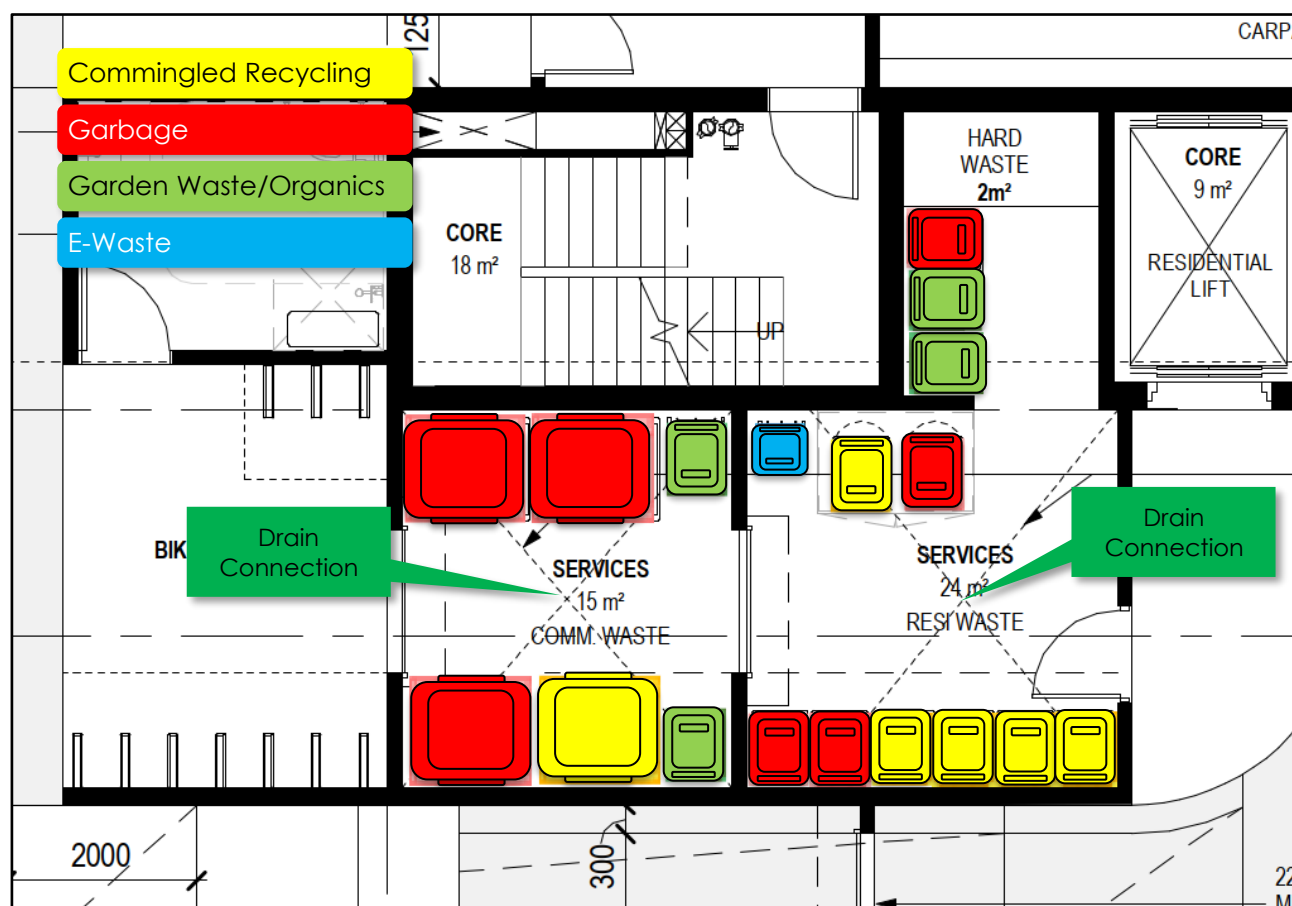 125
CARP
Commingled Recycling
Garbage
Garden Waste/Organics
E-Waste
HARD
WASTE
2m²
CORE
9 m²
RESIDENTIAL
LIFT
CORE
18 m²
UP
Drain
Connection
BIK
SERVICES
15 m²
COMM. WASTE
SERVICES
24 m²
RESI WASTE
Drain
Connection
2000
300
22
M